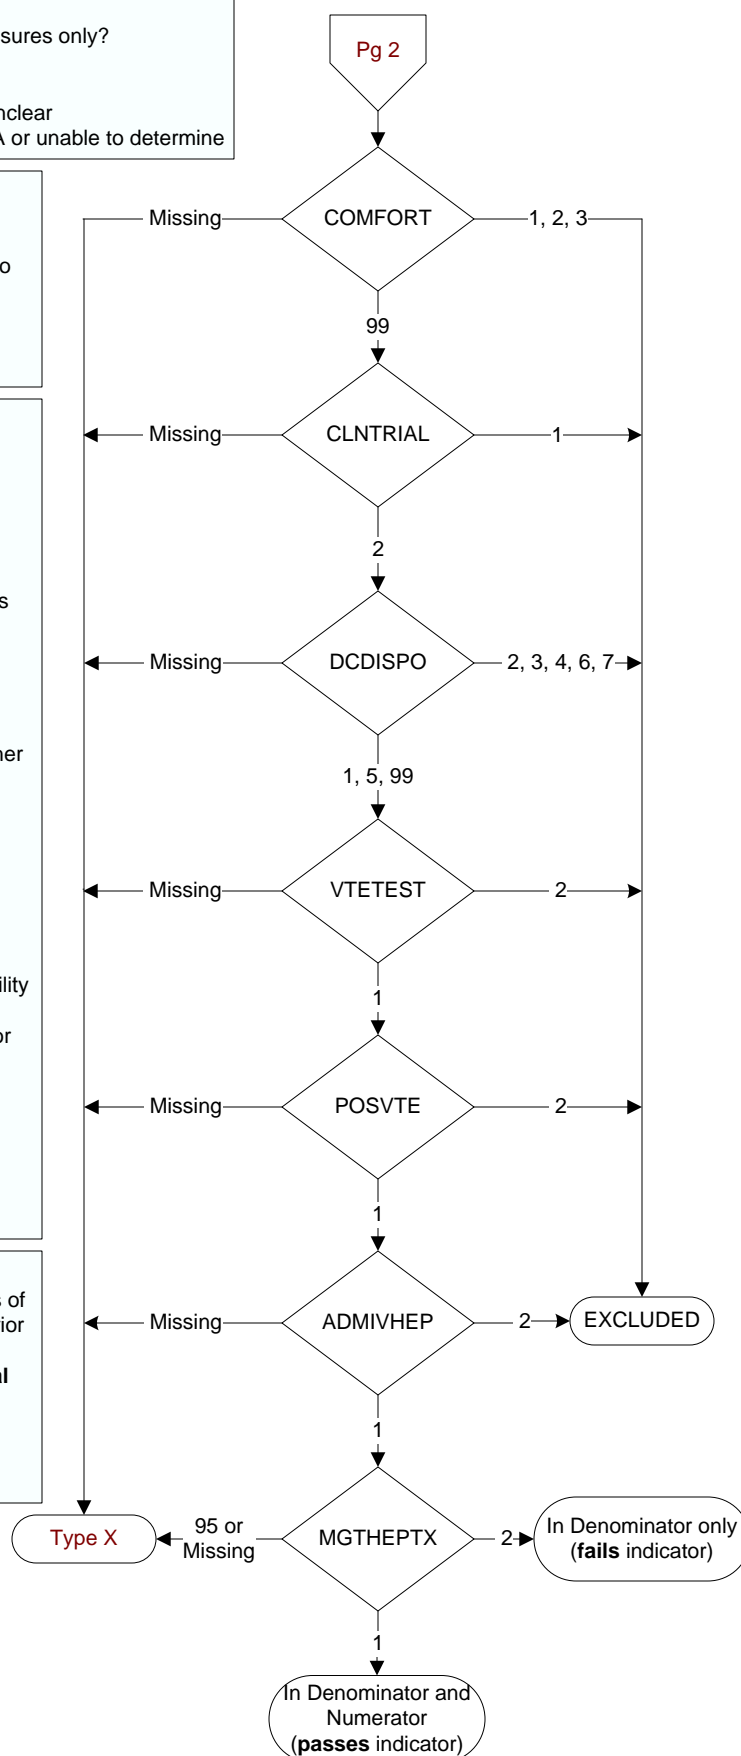 sures only?
nclear
A or unable to determine
o
s
her
ility
or
s of
rior
al
Pg 2
Missing
COMFORT
1, 2, 3
99
Missing
CLNTRIAL
1
2
Missing
DCDISPO
2, 3, 4, 6, 7
1, 5, 99
Missing
VTETEST
2
1
Missing
POSVTE
2
1
Missing
ADMIVHEP
2
EXCLUDED
1
Type X
95 or
Missing
MGTHEPTX
2
In Denominator only
(fails indicator)
1
In Denominator and
Numerator
(passes indicator)